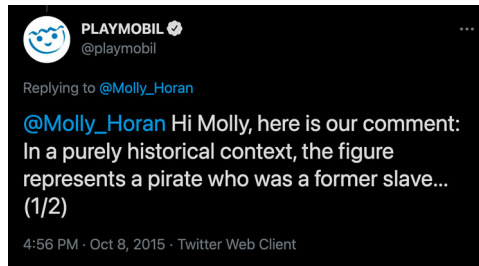 PLAYMOBIL
@playmobil
Replying to @Molly_Horan
@Molly_Horan Hi Molly, here is our comment:
In a purely historical context, the figure
represents a pirate who was a former slave...
(1/2)
4:56 PM · Oct 8, 2015 · Twitter Web Client